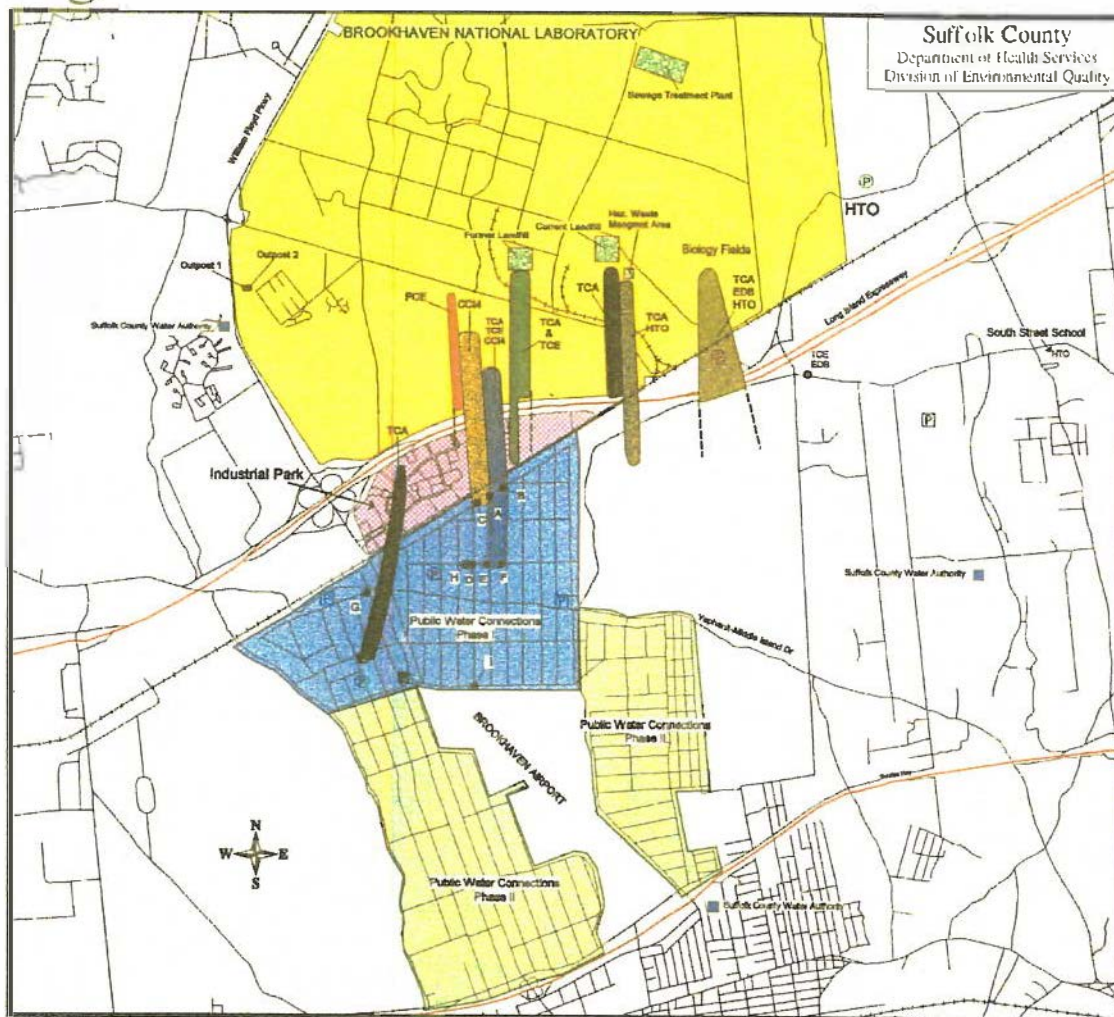 BROOKHAVEN NATIONAL LABORATORY
Suffolk County
Department of Health Services
Division of Environmental Quality
Sewage Treatment Plant
William Floyd Pkwy
P
HTO
Former Landfill
Current Landfill
Haz. Waste
Mangmnt Area
Biology Fields
Outpost 1
Outpost 2
PCE
CCl4
TCA
TCE
CCl4
TCA
&
TCE
TCA
TCA
HTO
TCA
EDB
HTO
P
Long Island Expressway
Suffolk County Water Authority
South Street School
HTO
TCE
EDB
P
TCA
Industrial Park
B
C
A
H
D
E
F
P
G
Public Water Connections
Phase I
I
Suffolk County Water Authority
Yaphank-Middle Island Dr
Public Water Connections
Phase II
BROOKHAVEN AIRPORT
N
W
E
S
Public Water Connections
Phase II
Suffolk County Water Authority